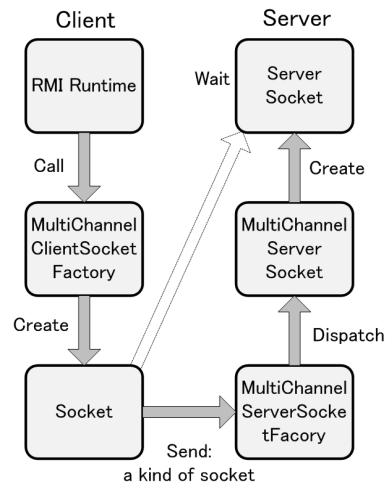 Client
Server
RMI Runtime
Wait
Server
Socket
Call
Create
MultiChannel
ClientSocket
Factory
MultiChannel
Server
Socket
Create
Dispatch
Socket
MultiChannel
ServerSocke
tFacory
Send:
a kind of socket